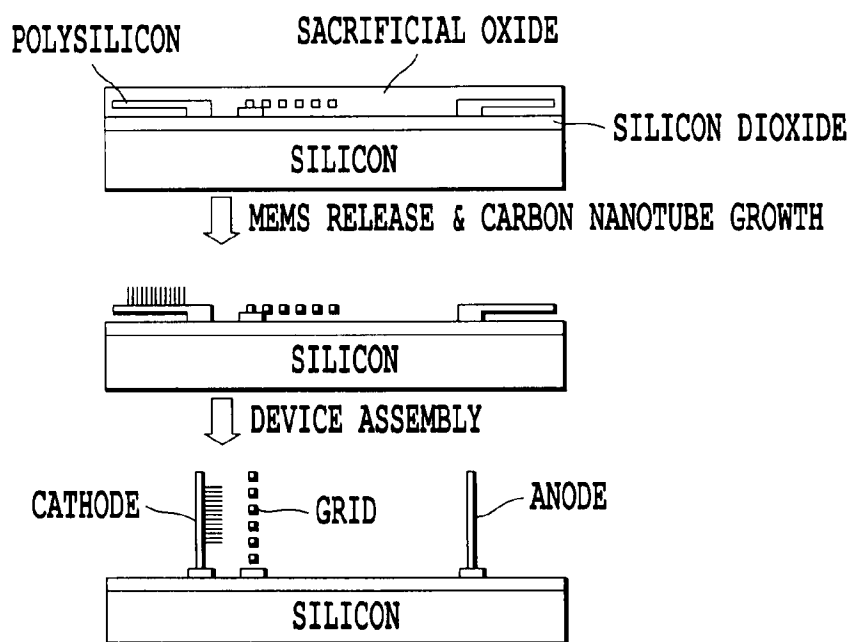 POLYSILICON
SACRIFICIAL OXIDE
SILICON DIOXIDE
SILICON
MEMS RELEASE & CARBON NANOTUBE GROWTH
SILICON
DEVICE ASSEMBLY
CATHODE
GRID
ANODE
SILICON